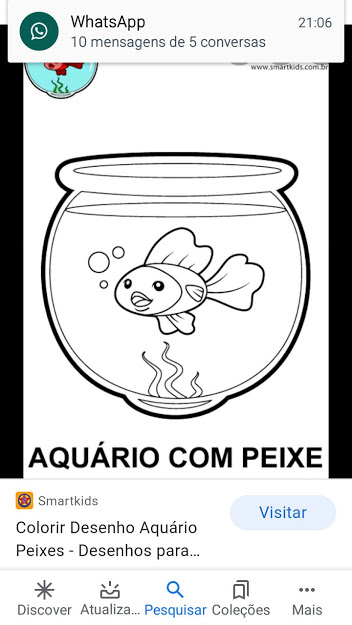 WhatsApp
21:06
10 mensagens de 5 conversas
www.smartkids.com.br
AQUÁRIO COM PEIXE
Smartkids
Colorir Desenho Aquário
Peixes - Desenhos para...
Visitar
Discover
Atualiza...
Pesquisar
Coleções
Mais